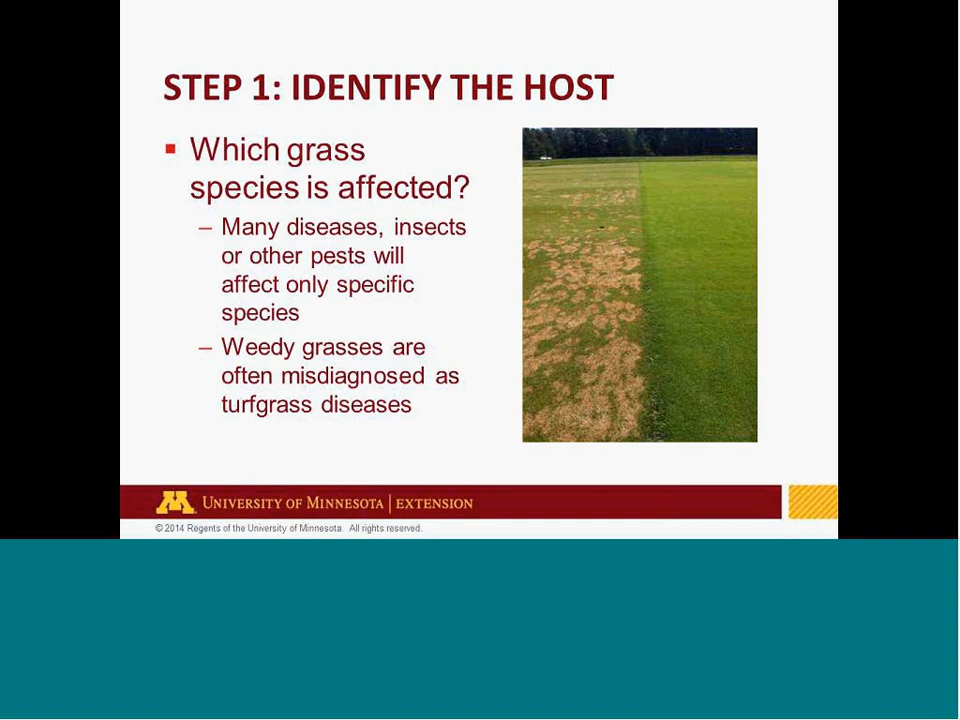 STEP 1: IDENTIFY THE HOST
▪ Which grass
species is affected?
– Many diseases, insects
or other pests will
affect only specific
species
– Weedy grasses are
often misdiagnosed as
turfgrass diseases
M UNIVERSITY OF MINNESOTA | EXTENSION
© 2014 Regents of the University of Minnesota. All rights reserved.